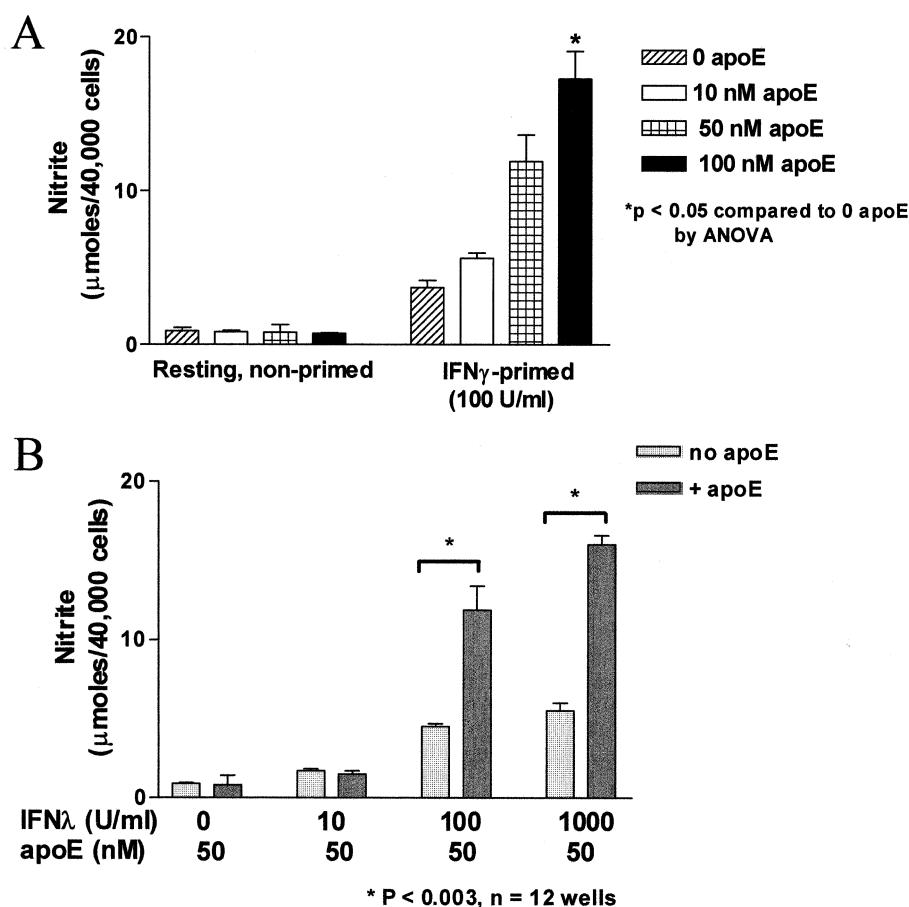 A
20
10
0
Nitrite
(μmoles/40,000 cells)
*
0 apoE
10 nM apoE
50 nM apoE
100 nM apoE
*p < 0.05 compared to 0 apoE
by ANOVA
Resting, non-primed
IFNγ-primed
(100 U/ml)
B
20
10
0
Nitrite
(μmoles/40,000 cells)
no apoE
+ apoE
*
*
IFNλ (U/ml) 0 10 100 1000
apoE (nM) 50 50 50 50
* P < 0.003, n = 12 wells